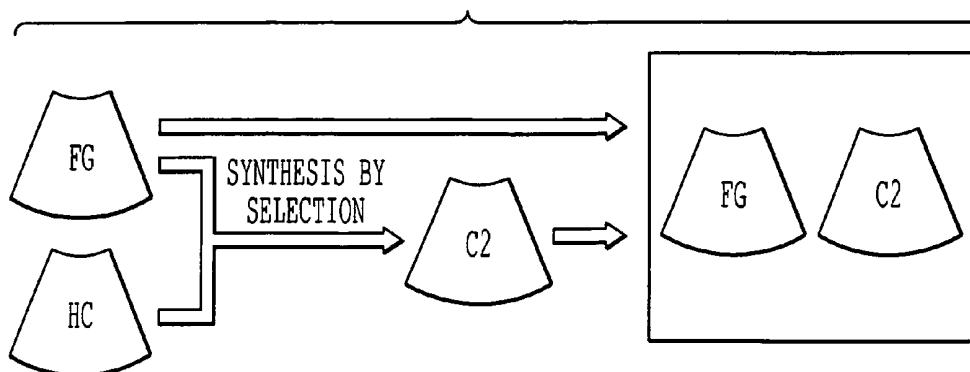 FG
SYNTHESIS BY
SELECTION
HC
C2
FG
C2